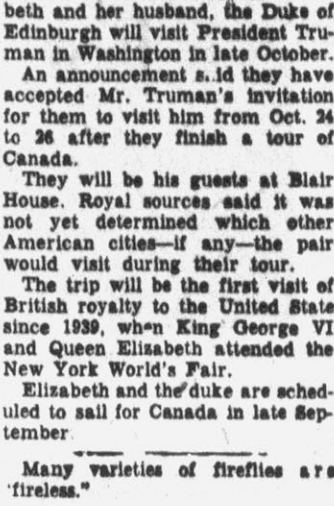 beth and her husband, the Duke of
Edinburgh will visit President Tru-
man in Washington in late October.
An announcement s..id they have
accepted Mr. Truman's invitation
for them to visit him from Oct. 24
to 26 after they finish a tour of
Canada.
They will be his guests at Blair
House. Royal sources said it was
not yet determined which other
American cities—if any—the pair
would visit during their tour.
The trip will be the first visit of
British royalty to the United State
since 1939, when King George VI
and Queen Elizabeth attended the
New York World's Fair.
Elizabeth and the duke are sched-
uled to sail for Canada in late Sep-
tember
Many varieties of fireflies are
'fireless."